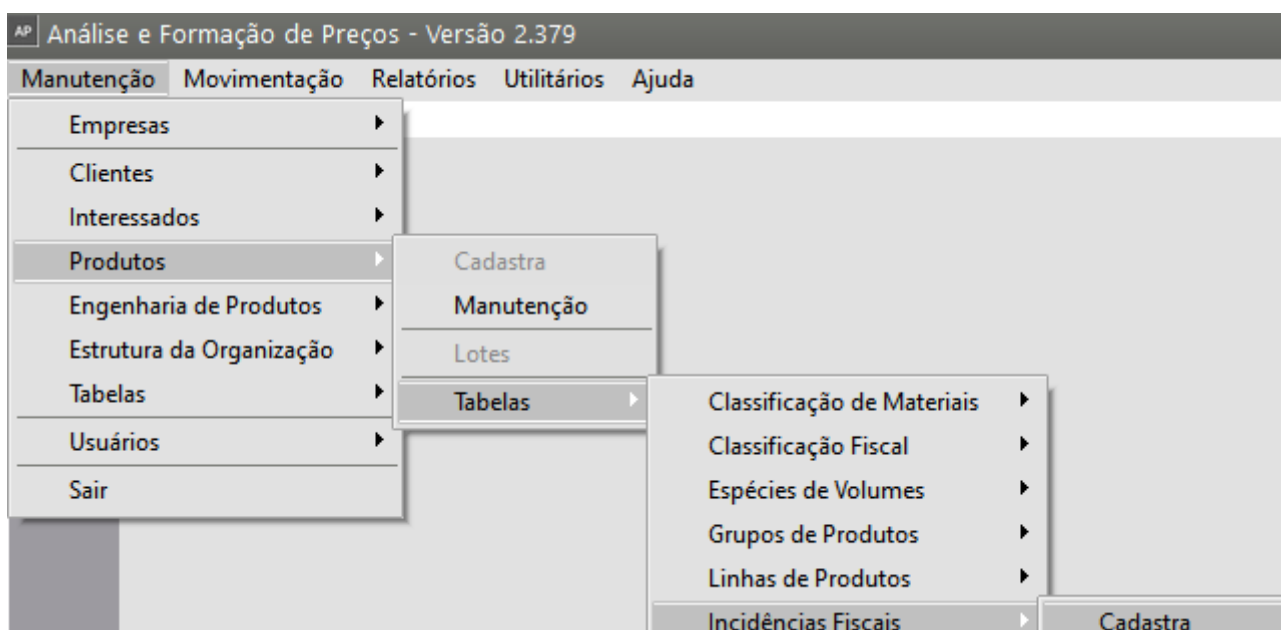 AP Análise e Formação de Preços - Versão 2.379
Manutenção Movimentação Relatórios Utilitários Ajuda
Empresas
Clientes
Interessados
Produtos
Engenharia de Produtos
Estrutura da Organização
Tabelas
Usuários
Sair
Cadastra
Manutenção
Lotes
Tabelas
Classificação de Materiais
Classificação Fiscal
Espécies de Volumes
Grupos de Produtos
Linhas de Produtos
Incidências Fiscais
Cadastra